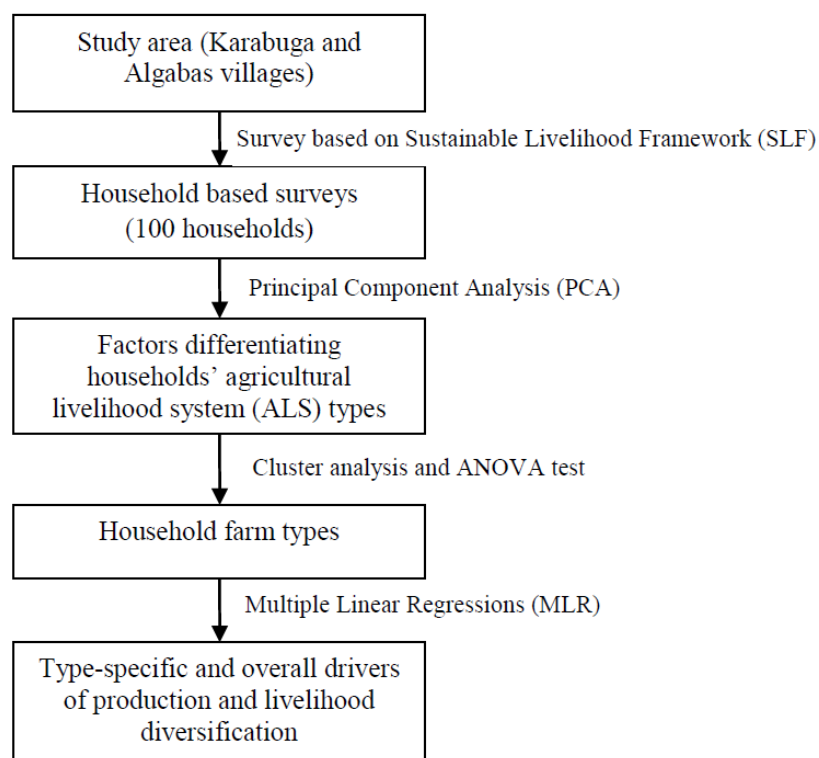 Study area (Karabuga and
Algabas villages)
Survey based on Sustainable Livelihood Framework (SLF)
Household based surveys
(100 households)
Principal Component Analysis (PCA)
Factors differentiating
households’ agricultural
livelihood system (ALS) types
Cluster analysis and ANOVA test
Household farm types
Multiple Linear Regressions (MLR)
Type-specific and overall drivers
of production and livelihood
diversification